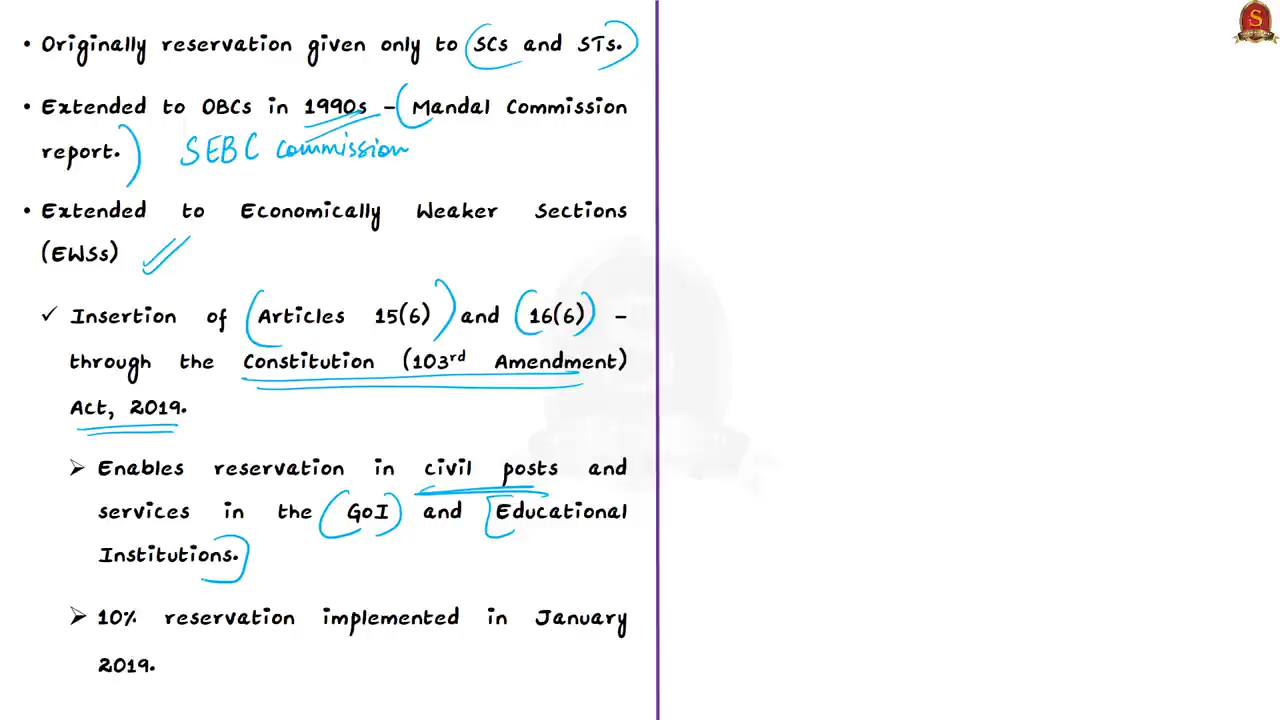 • Originally reservation given only to SCs and STs.
• Extended to OBCs in 1990s – Mandal Commission
report. SEBC Commission
• Extended to Economically Weaker Sections
(EWSs)
✓ Insertion of Articles 15(6) and 16(6) –
through the Constitution (103rd Amendment)
Act, 2019.
➢ Enables reservation in civil posts and
services in the GoI and Educational
Institutions.
➢ 10% reservation implemented in January
2019.
S